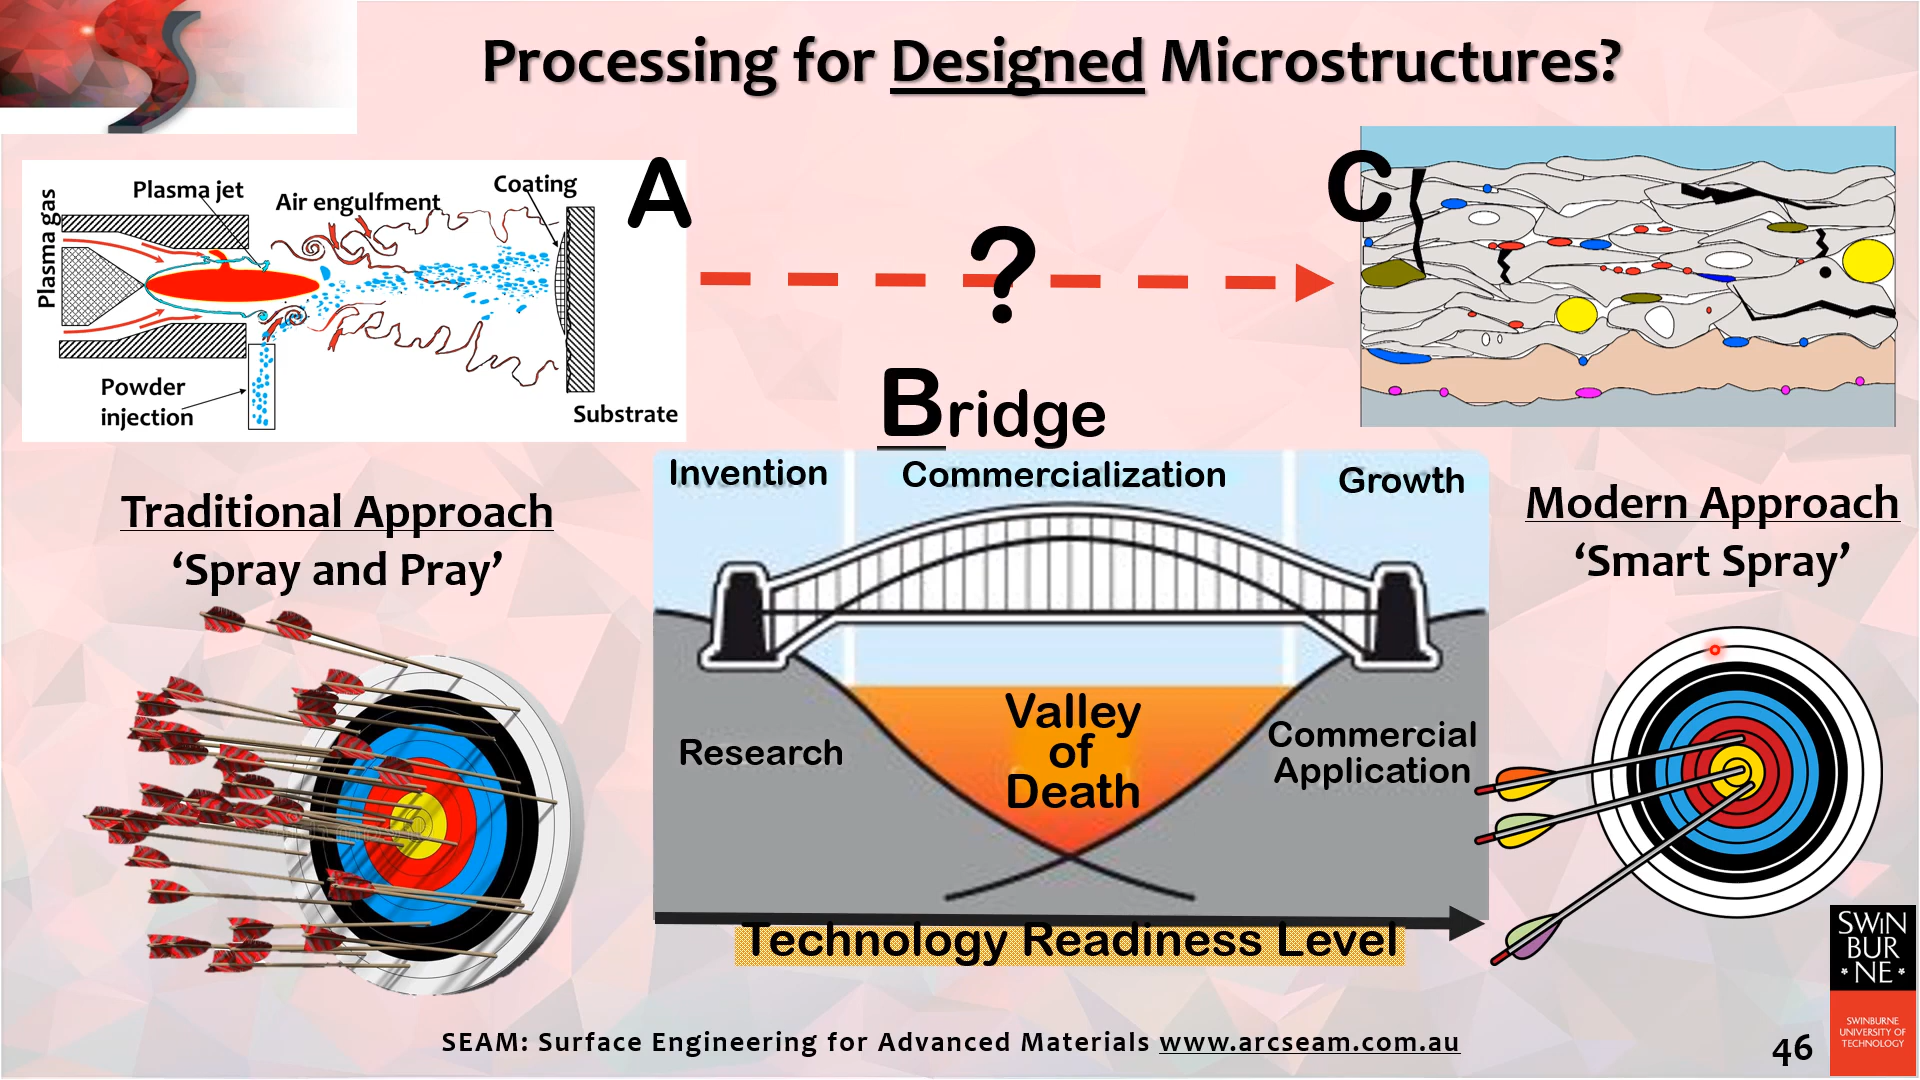 Processing for Designed Microstructures?
Plasma gas
Plasma jet
Air engulfment
Coating
Powder
injection
Substrate
A
?
C
Bridge
Invention
Commercialization
Growth
Traditional Approach
‘Spray and Pray’
Research
Valley
of
Death
Commercial
Application
Technology Readiness Level
Modern Approach
‘Smart Spray’
SEAM: Surface Engineering for Advanced Materials www.arcseam.com.au
46
SWIN
BUR
*NE*
SWINBURNE
UNIVERSITY OF
TECHNOLOGY